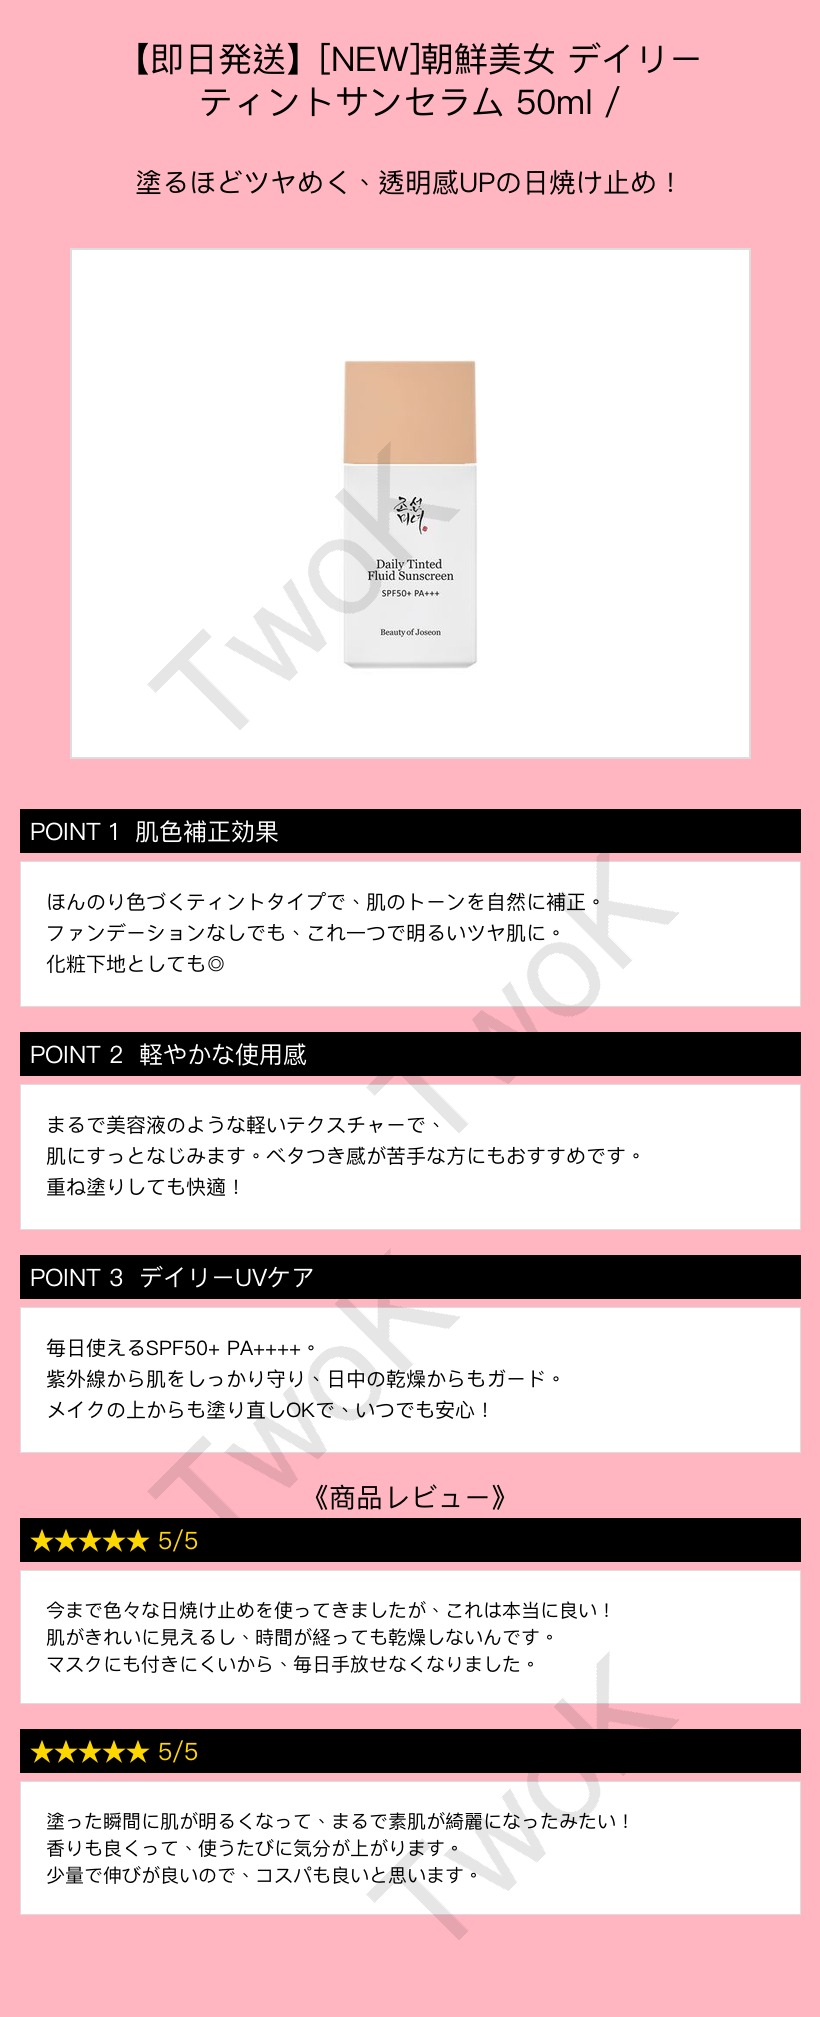 【即日発送】[NEW]朝鮮美女 デイリー
ティントサンセラム 50ml /
塗るほどツヤめく、透明感UPの日焼け止め！
조선
미녀
Daily Tinted
Fluid Sunscreen
SPF50+ PA+++
Beauty of Joseon
TwoK
POINT 1 肌色補正効果
ほんのり色づくティントタイプで、肌のトーンを自然に補正。
ファンデーションなしでも、これ一つで明るいツヤ肌に。
化粧下地としても◎
TwoK
POINT 2 軽やかな使用感
まるで美容液のような軽いテクスチャーで、
肌にすっとなじみます。ベタつき感が苦手な方にもおすすめです。
重ね塗りしても快適！
POINT 3 デイリーUVケア
毎日使えるSPF50+ PA++++。
紫外線から肌をしっかり守り、日中の乾燥からもガード。
メイクの上からも塗り直しOKで、いつでも安心！
TwoK
《商品レビュー》
★★★★★ 5/5
今まで色々な日焼け止めを使ってきましたが、これは本当に良い！
肌がきれいに見えるし、時間が経っても乾燥しないんです。
マスクにも付きにくいから、毎日手放せなくなりました。
★★★★★ 5/5
塗った瞬間に肌が明るくなって、まるで素肌が綺麗になったみたい！
香りも良くって、使うたびに気分が上がります。
少量で伸びが良いので、コスパも良いと思います。
TwoK